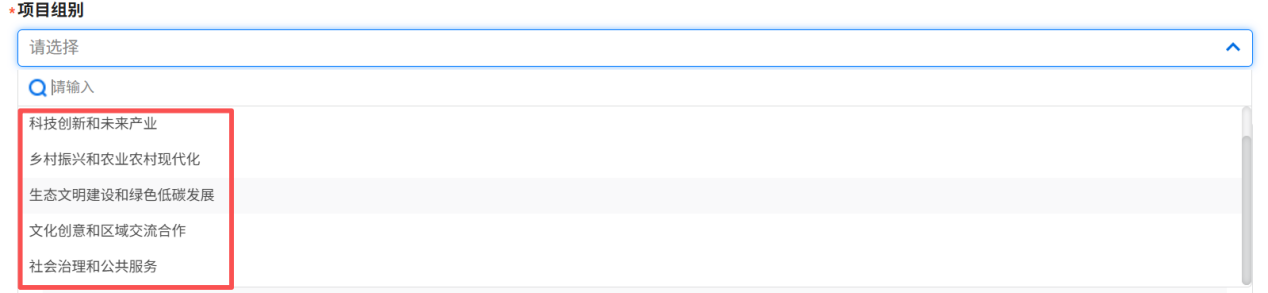 *项目组别
请选择
请输入
科技创新和未来产业
乡村振兴和农业农村现代化
生态文明建设和绿色低碳发展
文化创意和区域交流合作
社会治理和公共服务